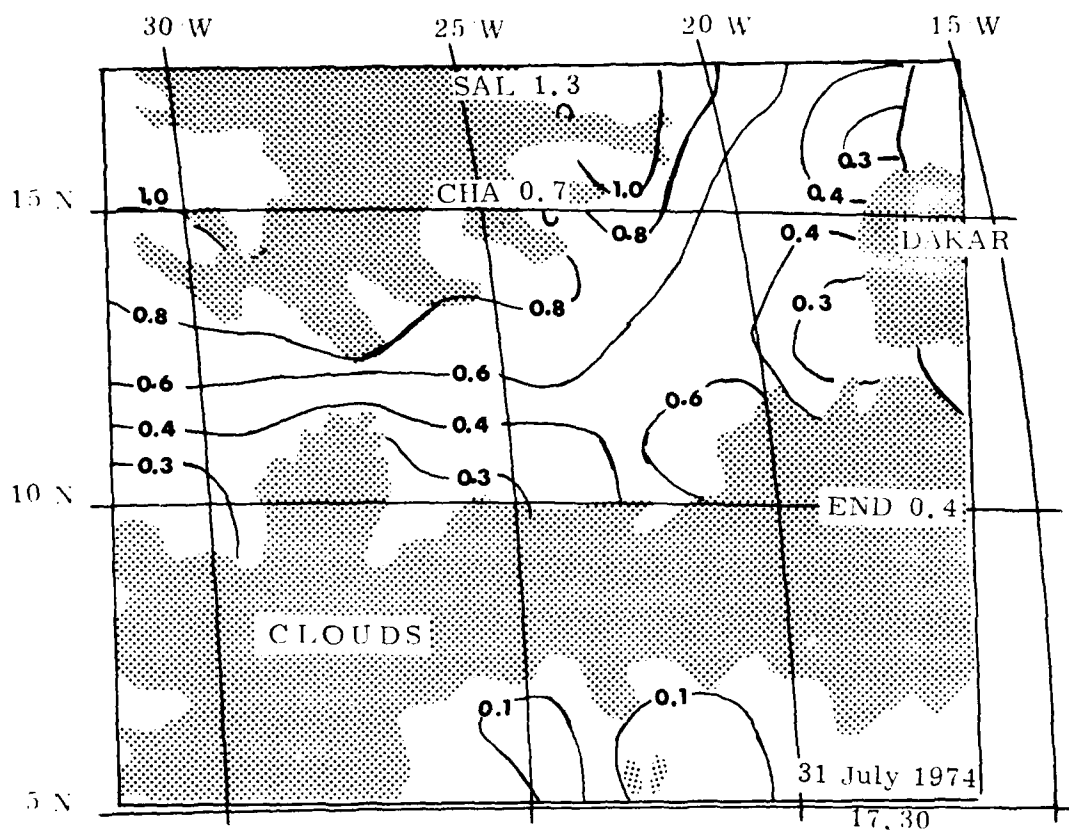 30 W 25 W 20 W 15 W
SAL 1.3
0.3
1.0 CHA 0.7 1.0 0.4
15 N
0.8 0.4 DAKAR
0.8 0.8 0.3
0.6 0.6
0.6
0.4 0.4
0.3 0.3
10 N END 0.4
CLOUDS
0.1 0.1
31 July 1974
5 N
17.30